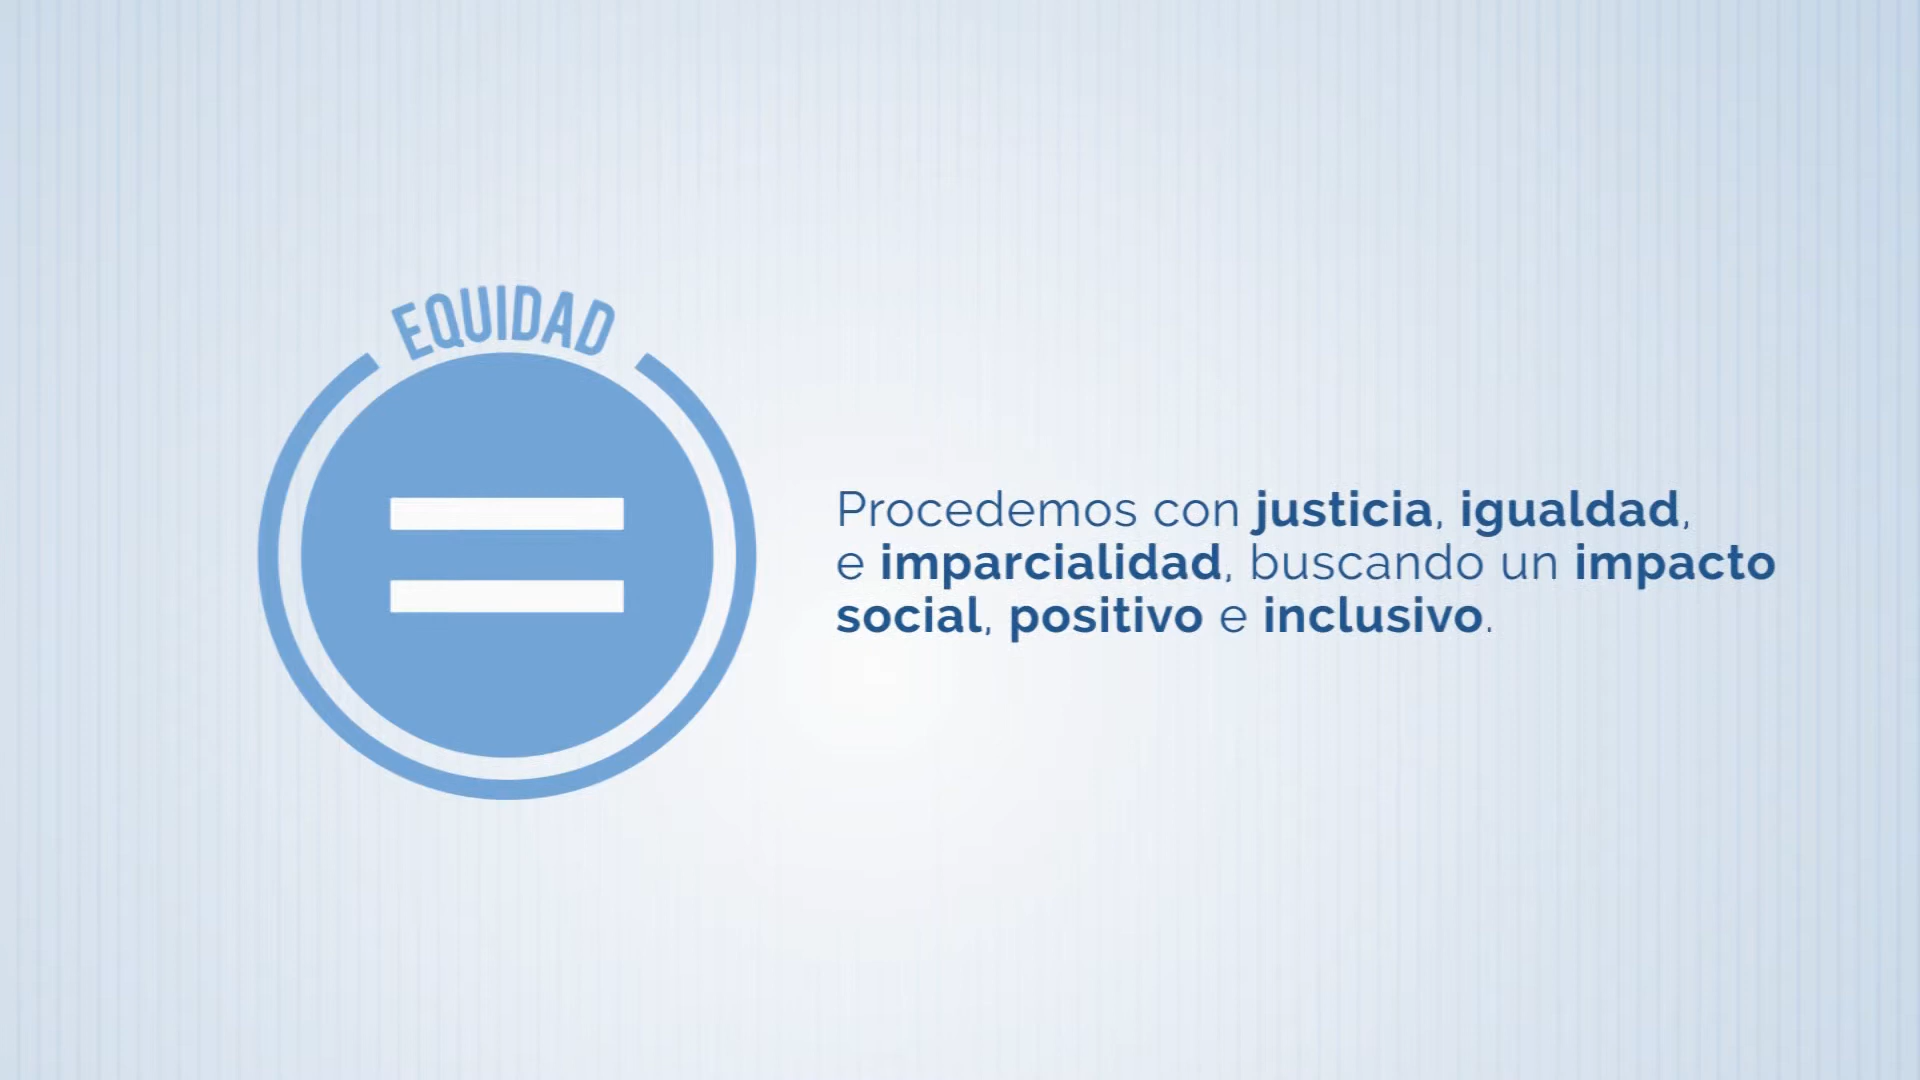 EQUIDAD
Procedemos con justicia, igualdad,
e imparcialidad, buscando un impacto
social, positivo e inclusivo.